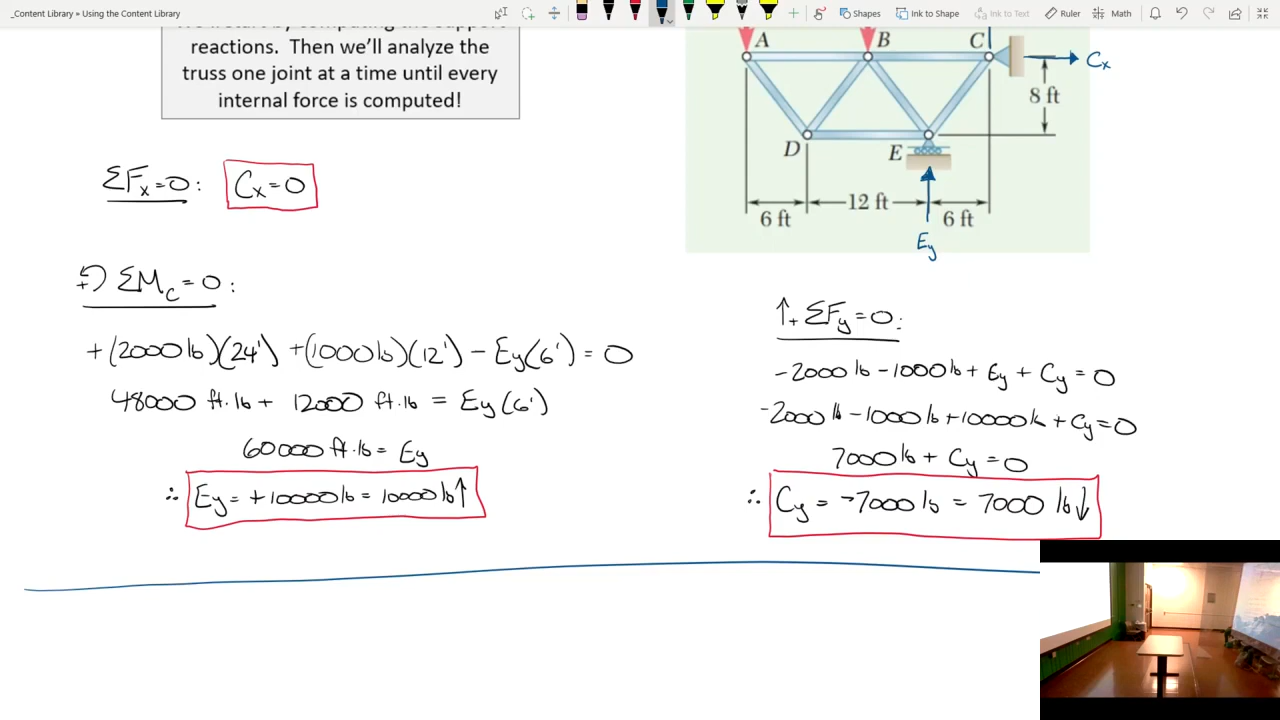 _Content Library » Using the Content Library
Shapes
Ink to Shape
Ink to Text
Ruler
Math
reactions. Then we'll analyze the
truss one joint at a time until every
internal force is computed!
A
B
C
Cx
8 ft
D
E
6 ft
12 ft
6 ft
Ey
ΣFx=0:
Cx=0
+ ΣMC=0:
+(2000 lb)(24') +(1000 lb)(12') - Ey(6') = 0
48000 ft·lb + 12000 ft·lb = Ey(6')
60000 ft·lb = Ey
∴ Ey = +10000 lb = 10000 lb↑
↑+ ΣFy=0:
-2000 lb -1000 lb + Ey + Cy = 0
-2000 lb -1000 lb +10000 lb + Cy = 0
7000 lb + Cy = 0
∴ Cy = -7000 lb = 7000 lb↓